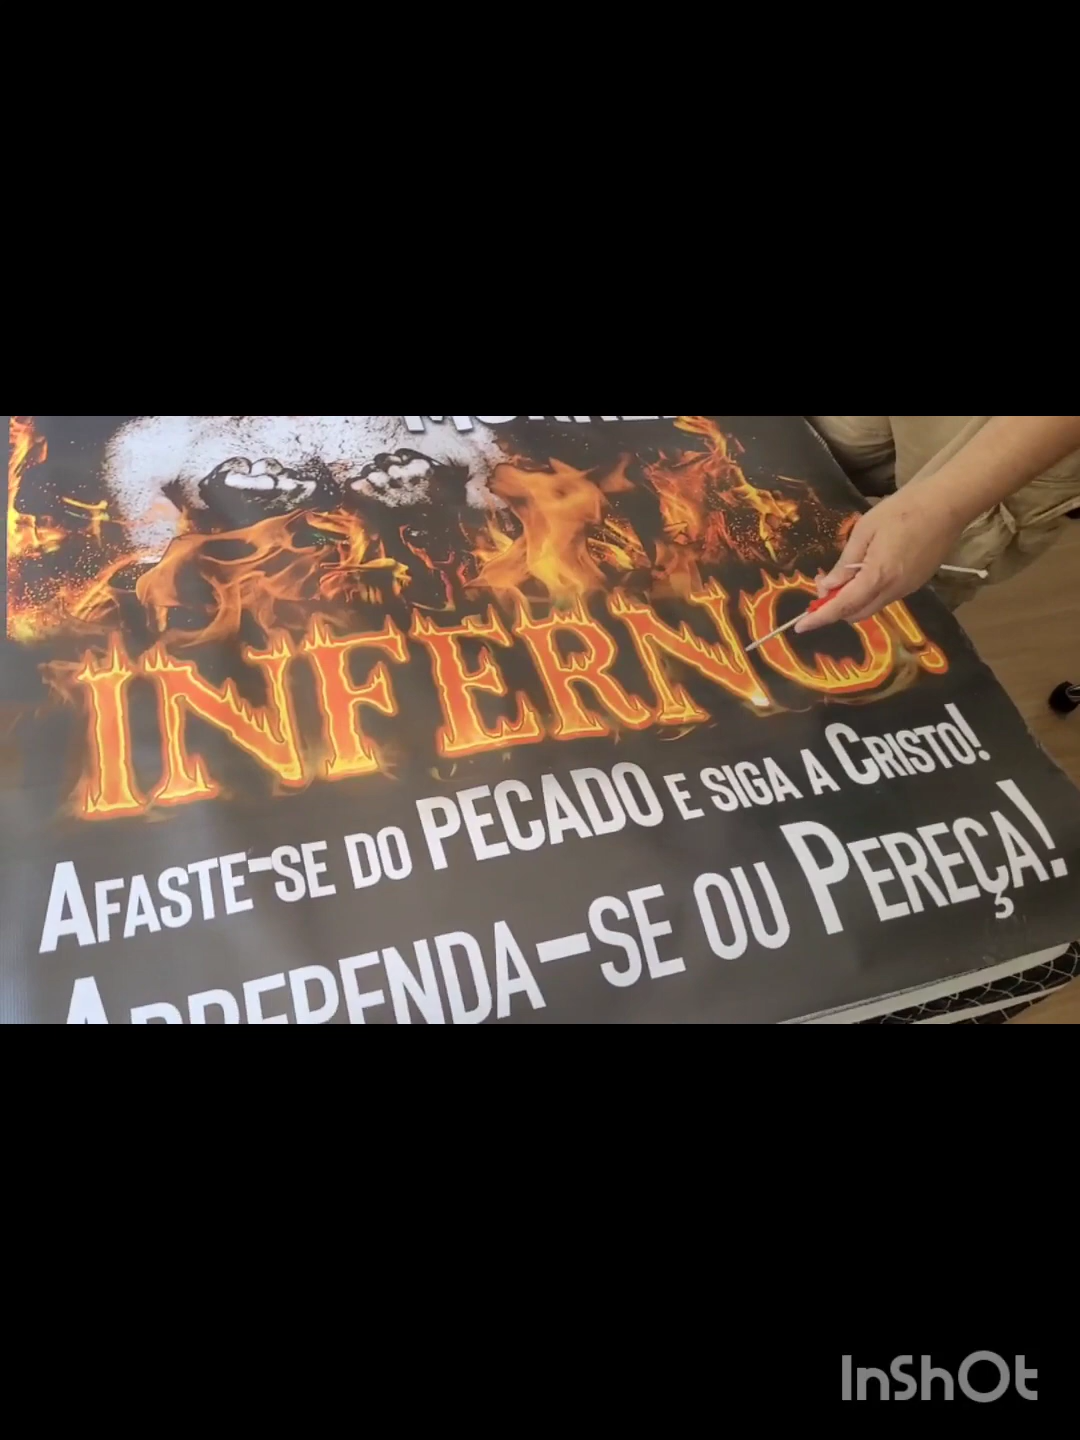 INFERNO!
AFASTE-SE DO PECADO E SIGA A CRISTO!
ARREPENDA-SE OU PEREÇA!
InShOt